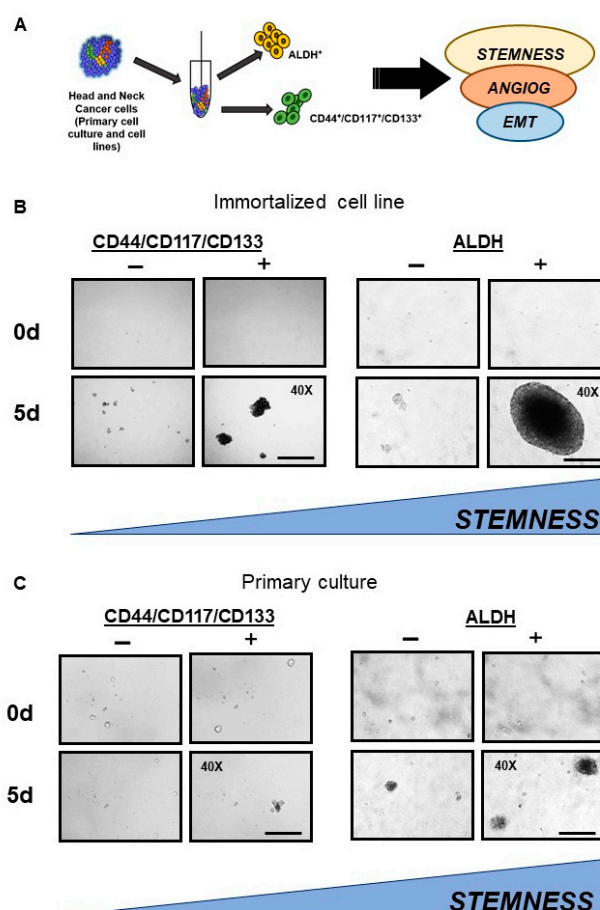 A
Head and Neck
Cancer cells
(Primary cell
culture and cell
lines)
ALDH⁺
CD44⁺/CD117⁺/CD133⁺
STEMNESS
ANGIOG
EMT
B
Immortalized cell line
CD44/CD117/CD133
ALDH
– +
– +
0d
5d
40X
40X
STEMNESS
C
Primary culture
CD44/CD117/CD133
ALDH
– +
– +
0d
5d
40X
40X
STEMNESS